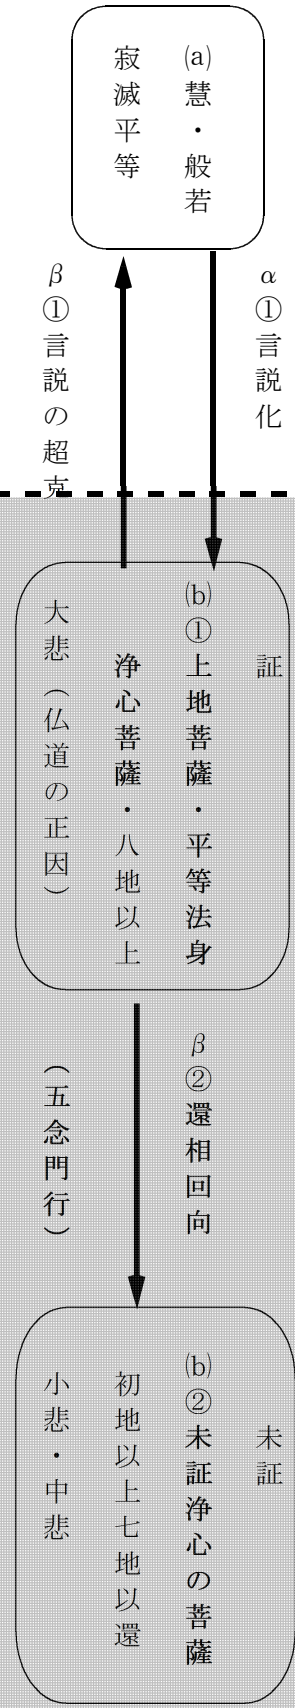 (a)慧・般若
寂滅平等
α①言説化
β①言説の超克
証
(b)①上地菩薩・平等法身
浄心菩薩・八地以上
大悲（仏道の正因）
β②還相回向
（五念門行）
未証
(b)②未証浄心の菩薩
初地以上七地以還
小悲・中悲